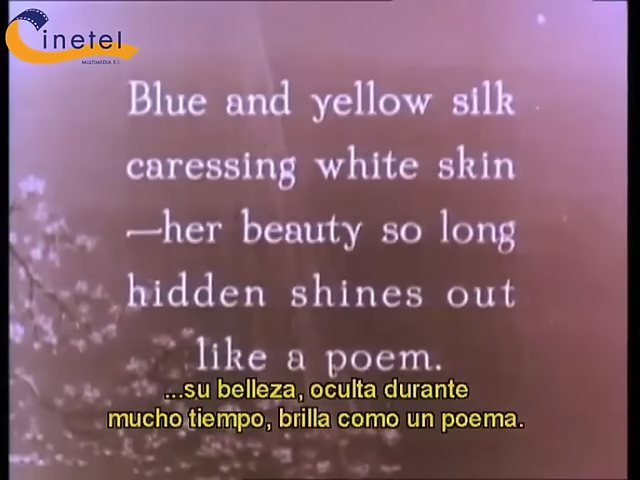 inetel
MULTIMEDIA S.L
Blue and yellow silk
caressing white skin
—her beauty so long
hidden shines out
like a poem.
...su belleza, oculta durante
mucho tiempo, brilla como un poema.